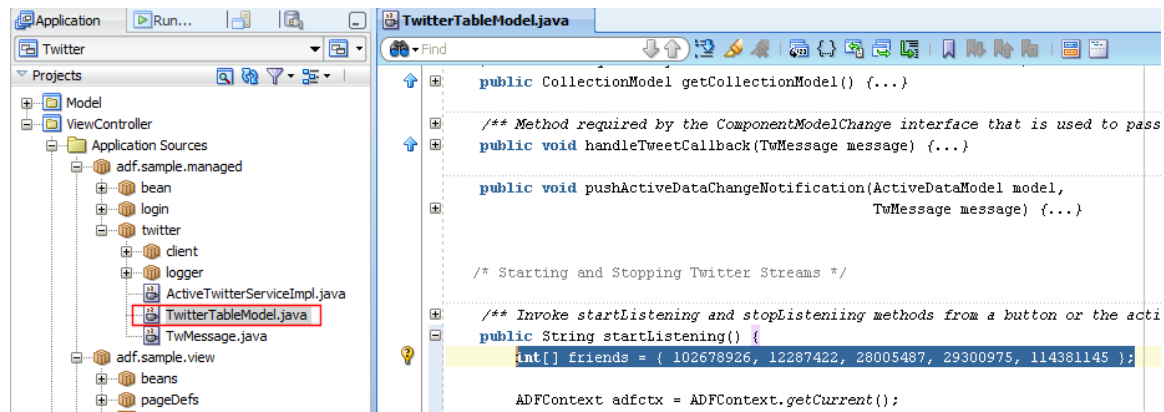 Application Run...
Twitter
Projects
Model
ViewController
Application Sources
adf.sample.managed
bean
login
twitter
client
logger
ActiveTwitterServiceImpl.java
TwitterTableModel.java
TwMessage.java
adf.sample.view
beans
pageDefs
TwitterTableModel.java
Find
public CollectionModel getCollectionModel() {...}
/** Method required by the ComponentModelChange interface that is used to pass
public void handleTweetCallback(TwMessage message) {...}
public void pushActiveDataChangeNotification(ActiveDataModel model,
TwMessage message) {...}
/* Starting and Stopping Twitter Streams */
/** Invoke startListening and stopListeniing methods from a button or the acti
public String startListening() {
int[] friends = { 102678926, 12287422, 28005487, 29300975, 114381145 };
ADFContext adfctx = ADFContext.getCurrent();